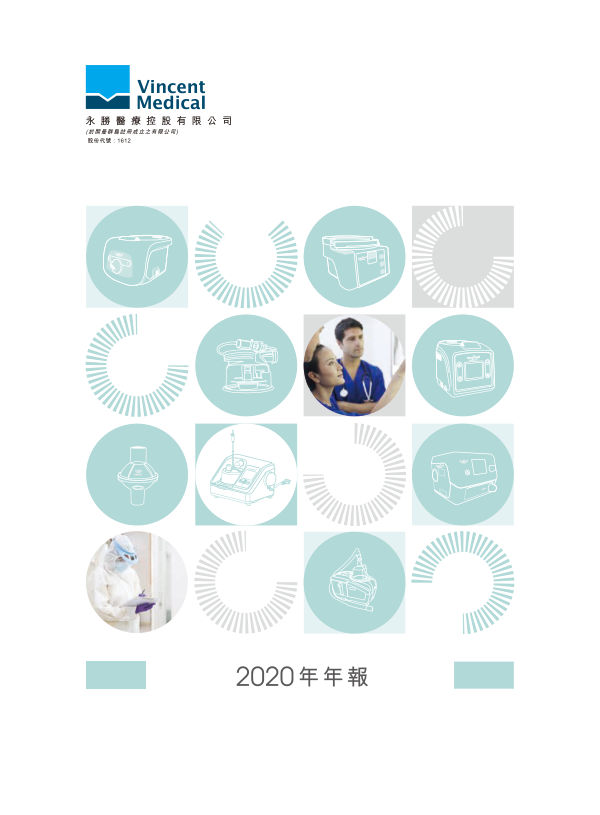 Vincent
Medical
永勝醫療控股有限公司
(於開曼群島註冊成立之有限公司)
股份代號：1612
2020年年報